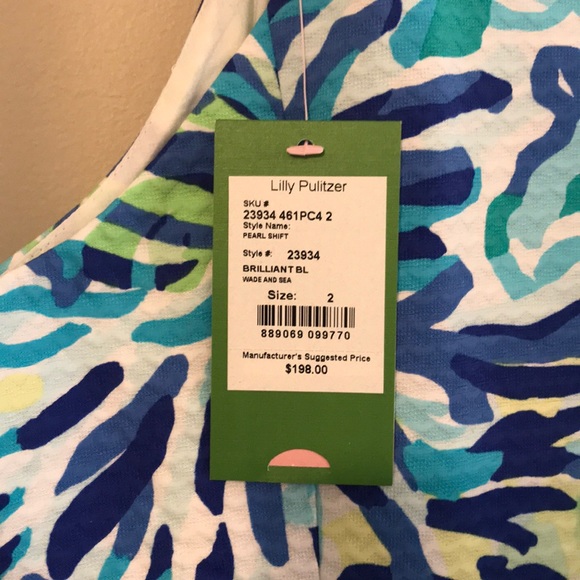 Lilly Pulitzer
SKU #
23934 461PC4 2
Style Name:
PEARL SHIFT
Style #: 23934
BRILLIANT BL
WADE AND SEA
Size: 2
889069 099770
Manufacturer's Suggested Price
$198.00